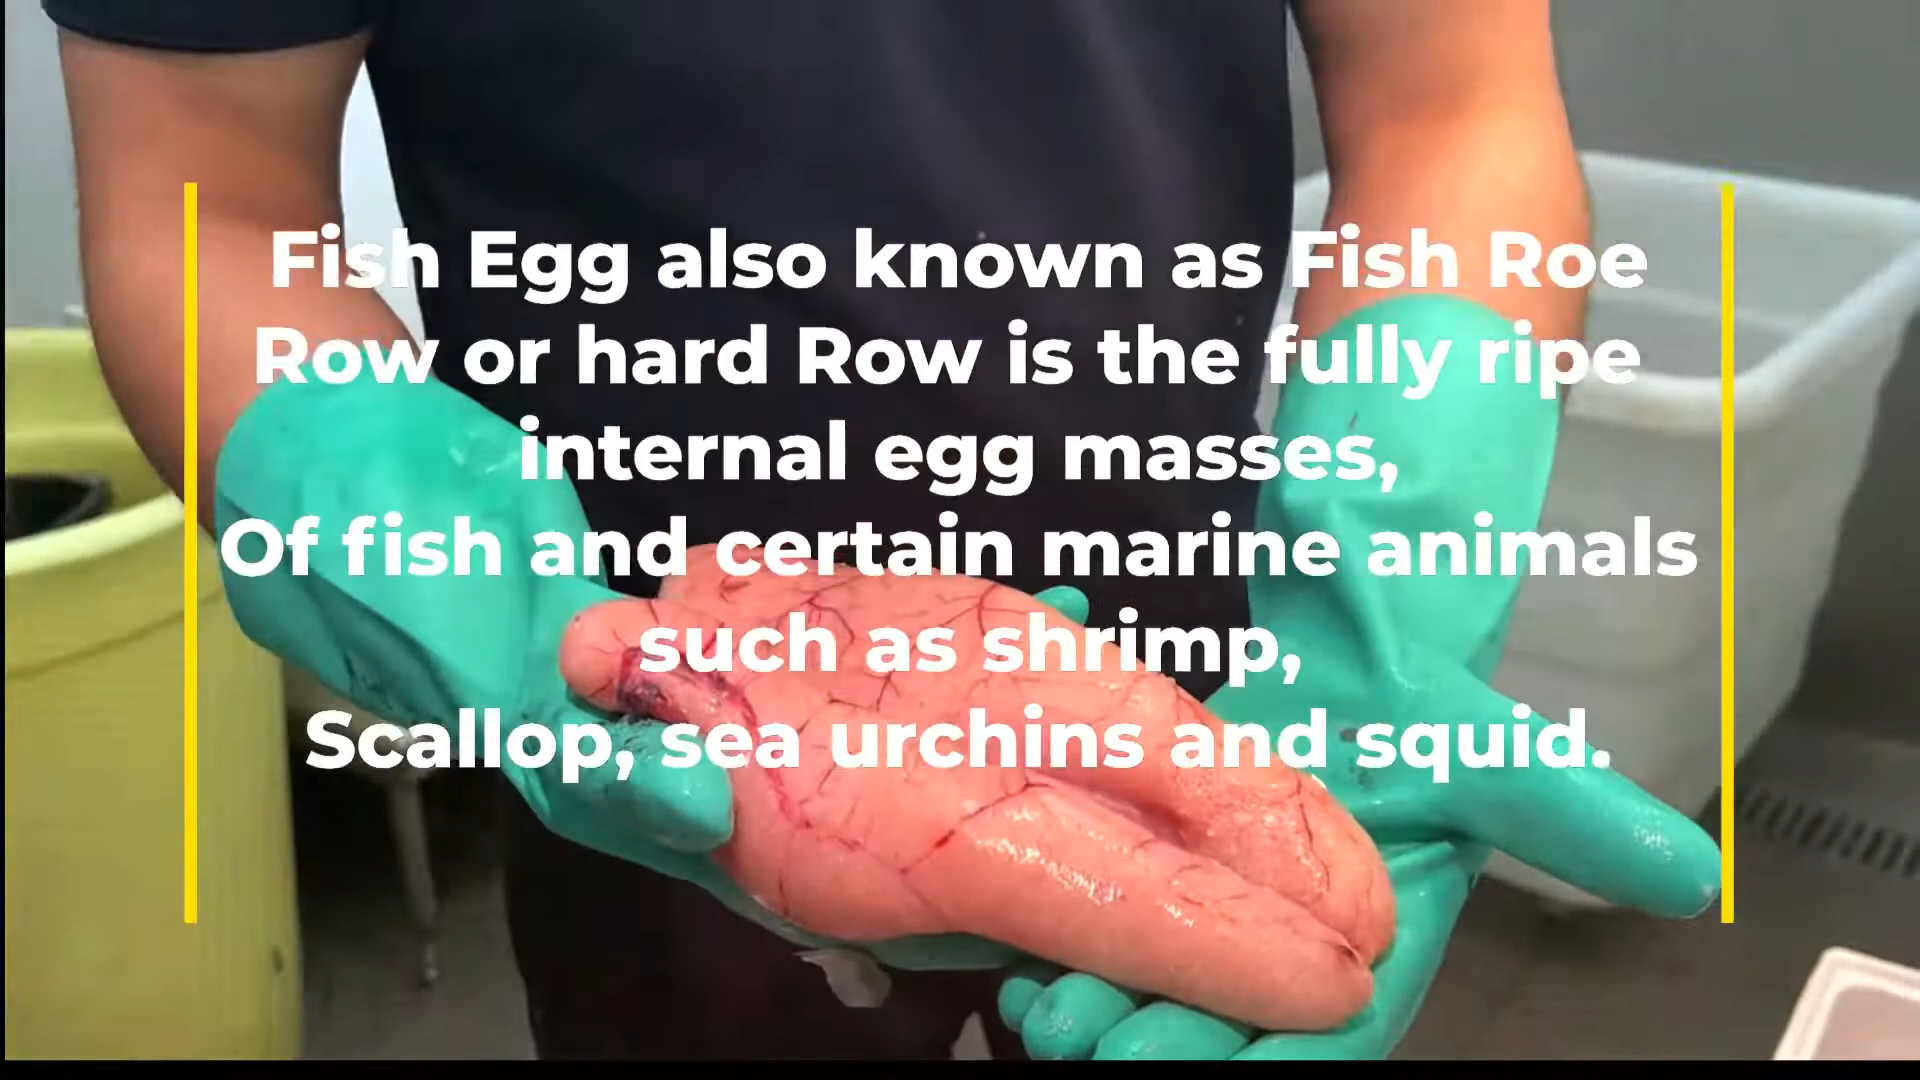 Fish Egg also known as Fish Roe
Row or hard Row is the fully ripe
internal egg masses,
Of fish and certain marine animals
such as shrimp,
Scallop, sea urchins and squid.